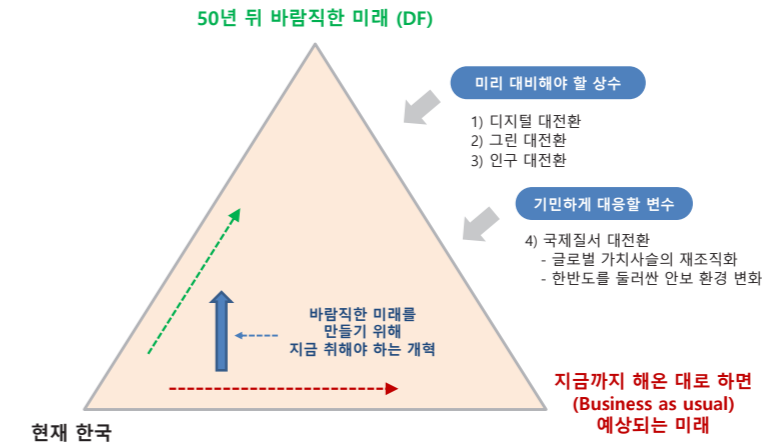 50년 뒤 바람직한 미래 (DF)
미리 대비해야 할 상수
1) 디지털 대전환
2) 그린 대전환
3) 인구 대전환
기민하게 대응할 변수
4) 국제질서 대전환
- 글로벌 가치사슬의 재조직화
- 한반도를 둘러싼 안보 환경 변화
바람직한 미래를
만들기 위해
지금 취해야 하는 개혁
지금까지 해온 대로 하면
(Business as usual)
예상되는 미래
현재 한국